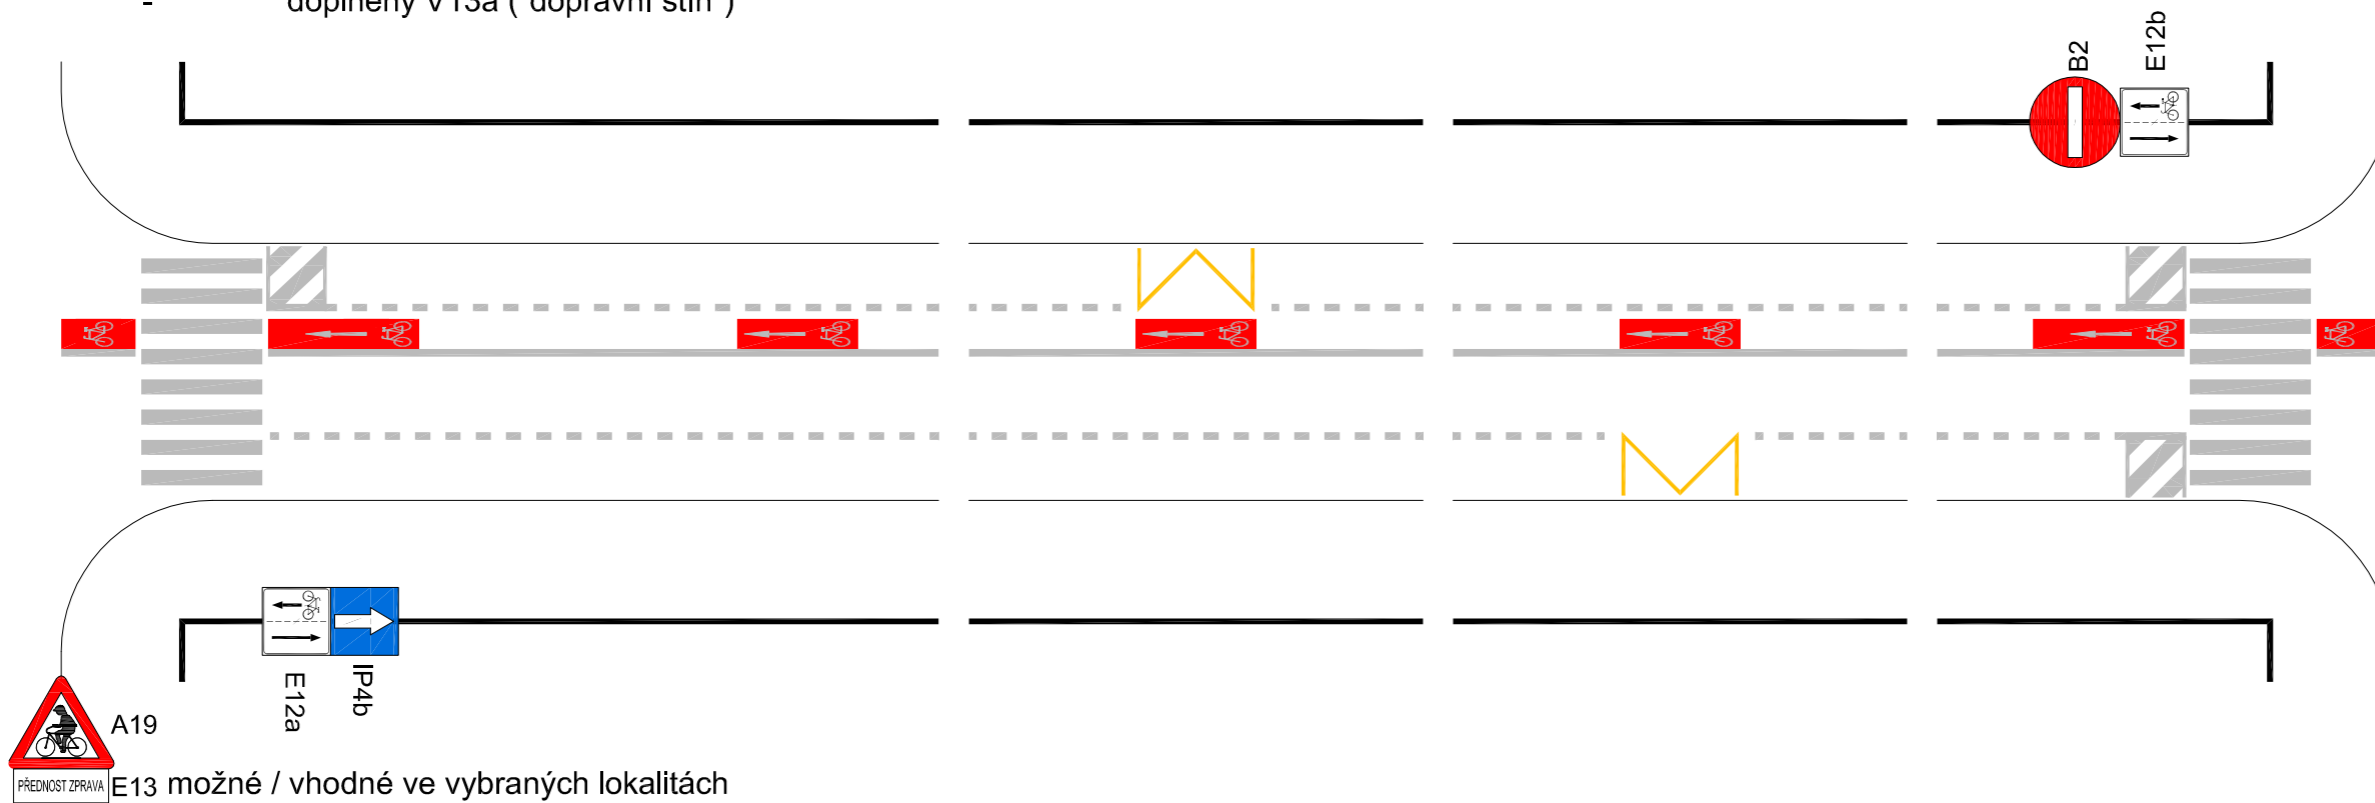 - doplněný V13a ("dopravní stín")
B2
E12b
E12a
IP4b
A19
PŘEDNOST ZPRAVA
E13 možné / vhodné ve vybraných lokalitách